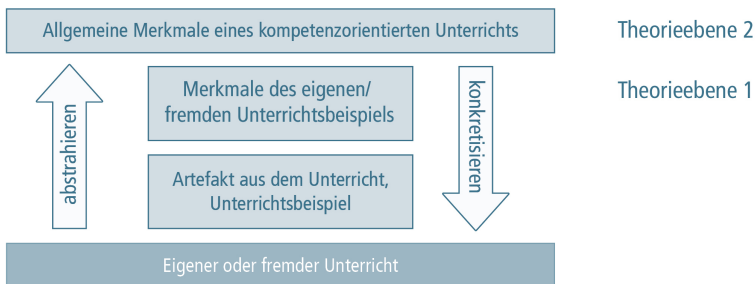 Allgemeine Merkmale eines kompetenzorientierten Unterrichts
Theorieebene 2
abstrahieren
Merkmale des eigenen/
fremden Unterrichtsbeispiels
konkretisieren
Theorieebene 1
Artefakt aus dem Unterricht,
Unterrichtsbeispiel
Eigener oder fremder Unterricht